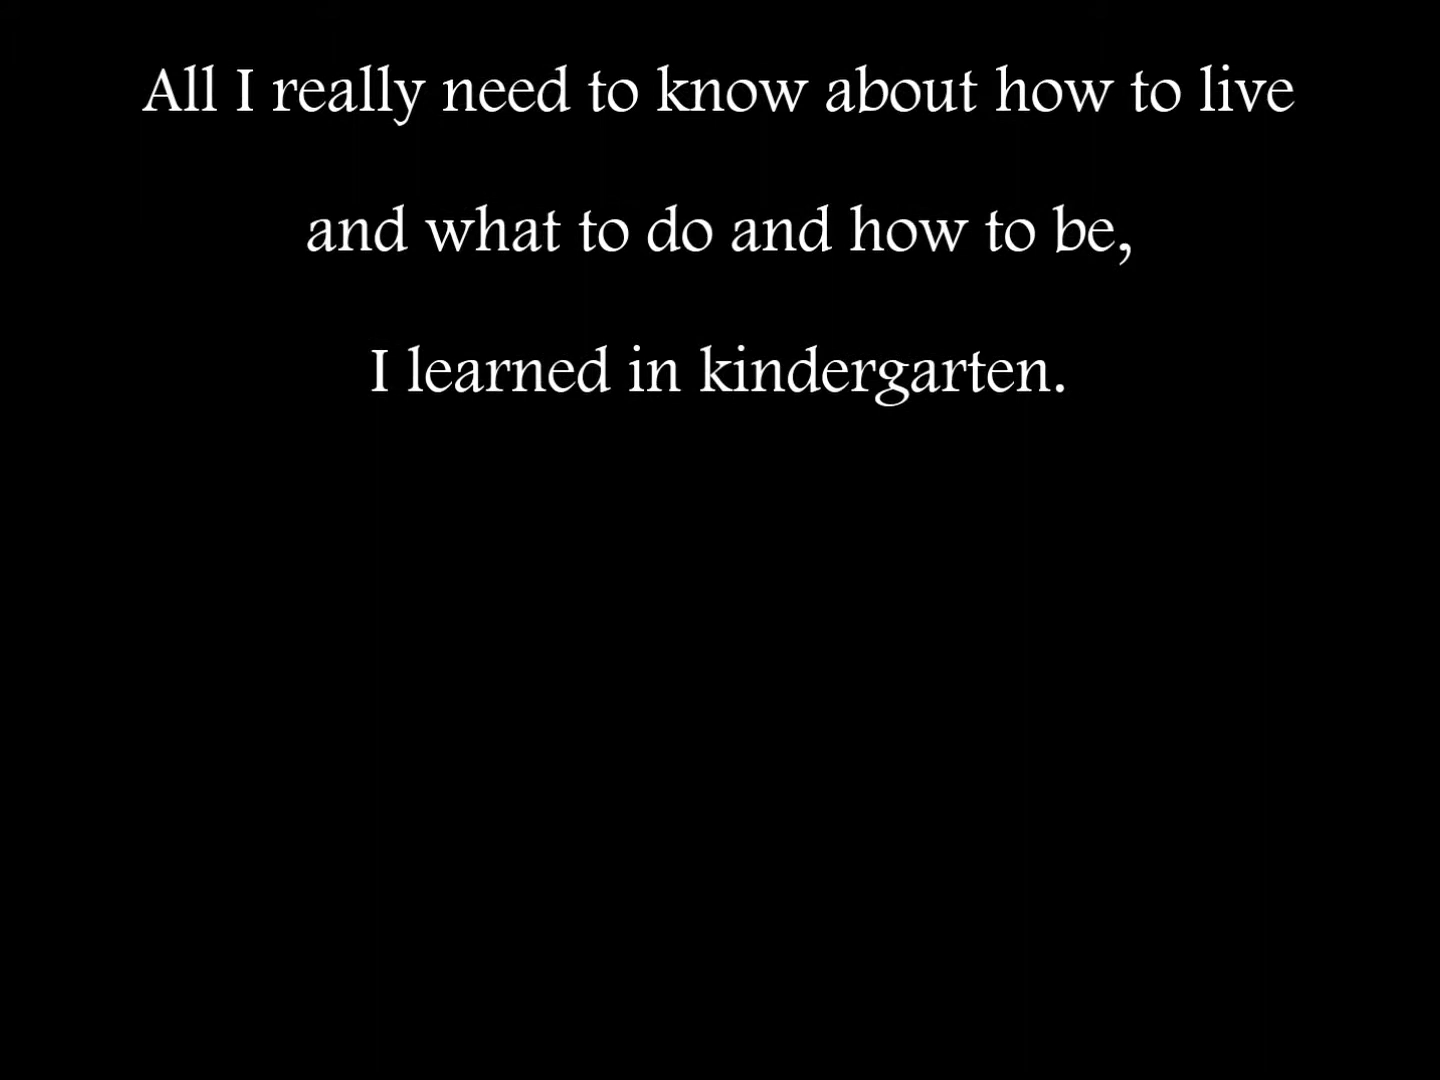 All I really need to know about how to live
and what to do and how to be,
I learned in kindergarten.